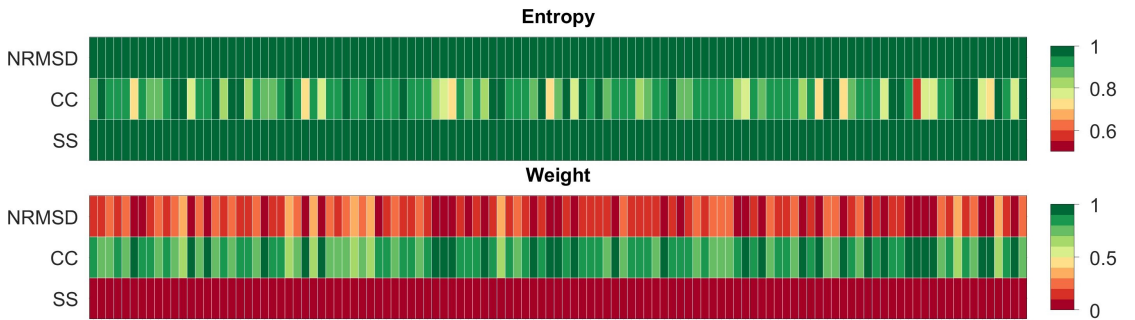 Entropy
NRMSD
CC
SS
1
0.8
0.6
Weight
NRMSD
CC
SS
1
0.5
0